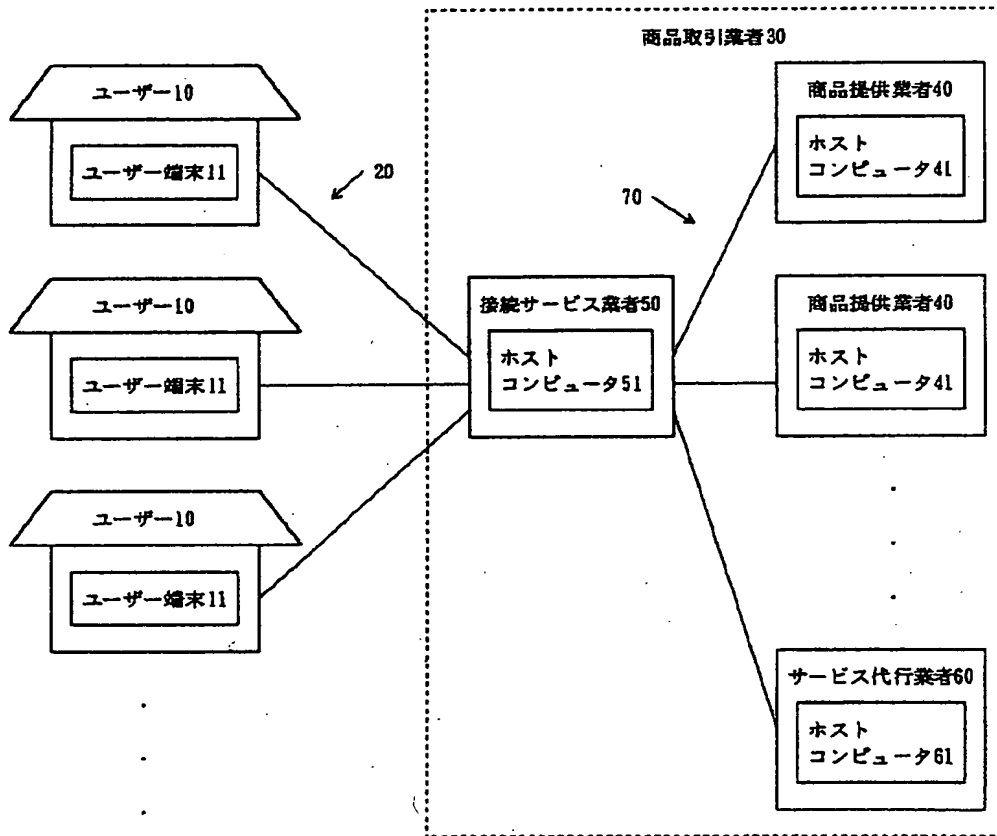 商品取引業者30
ユーザー10
ユーザー端末11
20
ユーザー10
ユーザー端末11
ユーザー10
ユーザー端末11
接続サービス業者50
ホスト
コンピュータ51
70
商品提供業者40
ホスト
コンピュータ41
商品提供業者40
ホスト
コンピュータ41
サービス代行業者60
ホスト
コンピュータ61